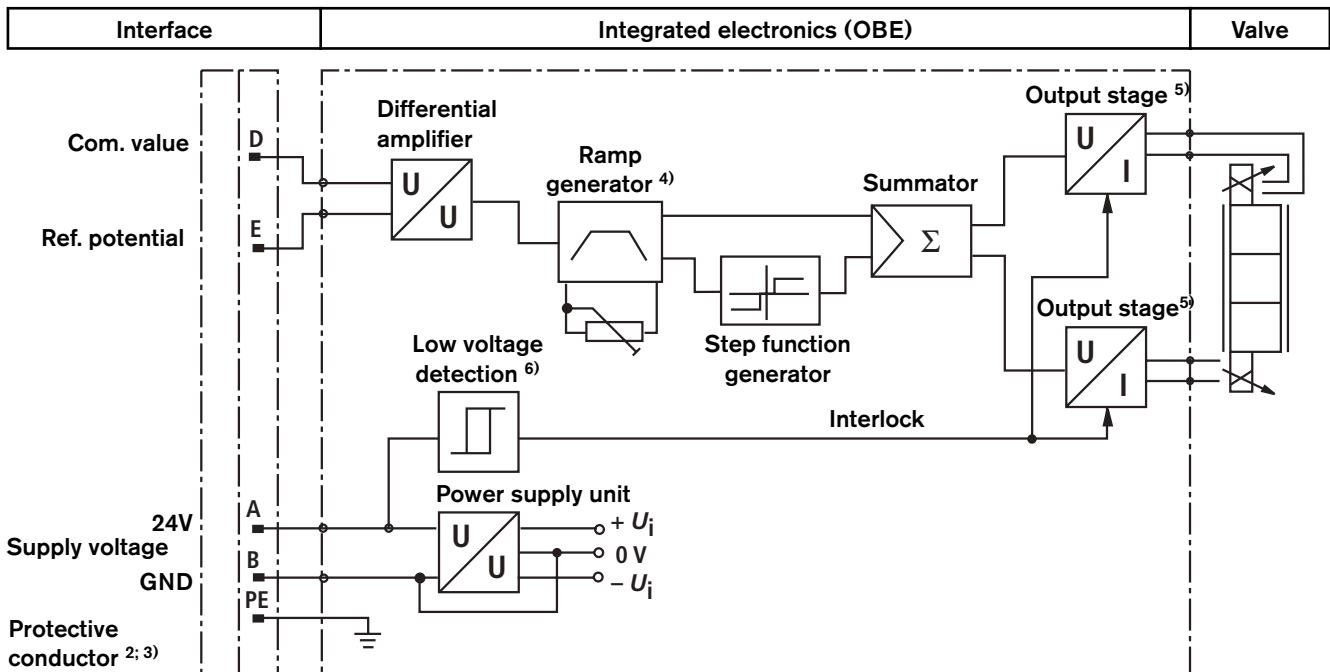 Interface
Integrated electronics (OBE)
Valve
Com. value
D
Ref. potential
E
Differential
amplifier
U
U
Ramp
generator 4)
Summator
Σ
Output stage 5)
U
I
Step function
generator
Output stage5)
U
I
Low voltage
detection 6)
Interlock
24V
Supply voltage
GND
A
B
Power supply unit
U
U
+ Ui
0 V
– Ui
PE
Protective
conductor 2; 3)